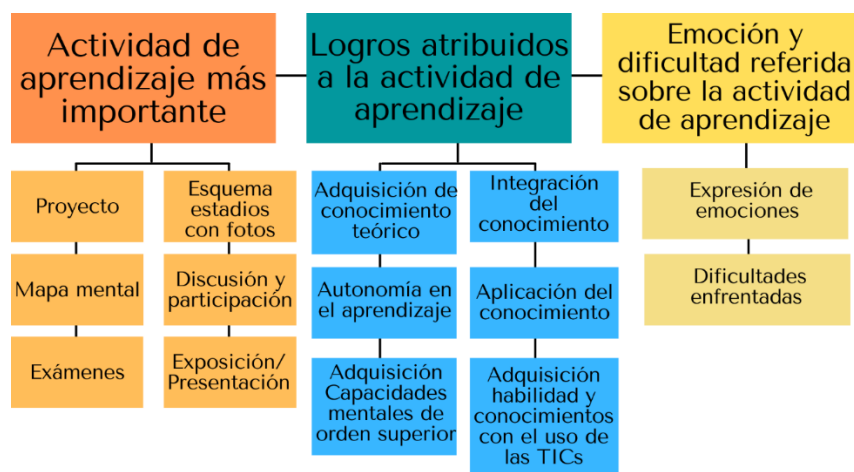 Actividad de
aprendizaje más
importante
Logros atribuidos
a la actividad de
aprendizaje
Emoción y
dificultad referida
sobre la actividad
de aprendizaje
Proyecto
Mapa mental
Exámenes
Esquema
estadios
con fotos
Discusión y
participación
Exposición/
Presentación
Adquisición de
conocimiento
teórico
Autonomía en
el aprendizaje
Adquisición
Capacidades
mentales de
orden superior
Integración
del
conocimiento
Aplicación del
conocimiento
Adquisición
habilidad y
conocimientos
con el uso de
las TICs
Expresión de
emociones
Dificultades
enfrentadas